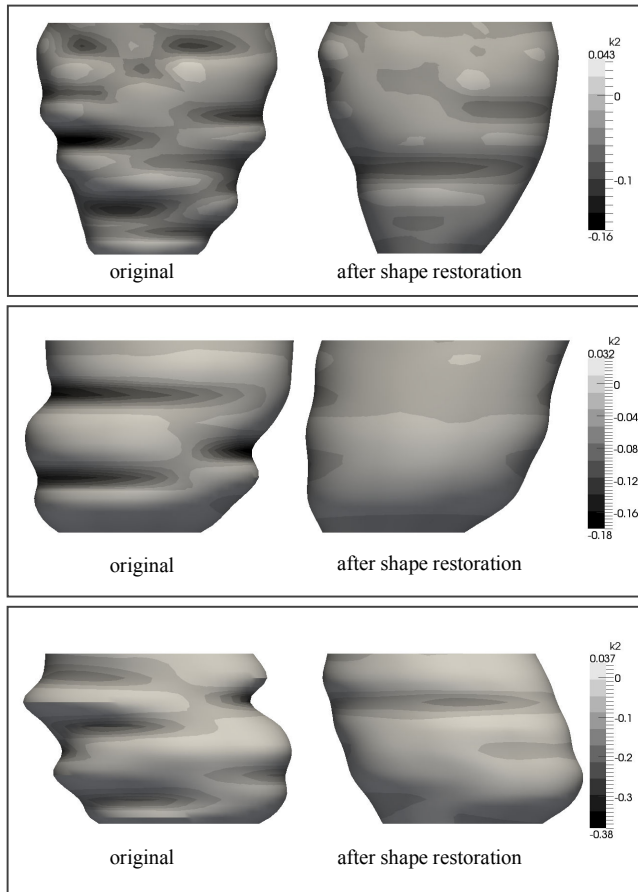 k2
0.043
0
-0.1
-0.16
original
after shape restoration
k2
0.032
0
-0.04
-0.08
-0.12
-0.16
-0.18
original
after shape restoration
k2
0.037
0
-0.1
-0.2
-0.3
-0.38
original
after shape restoration